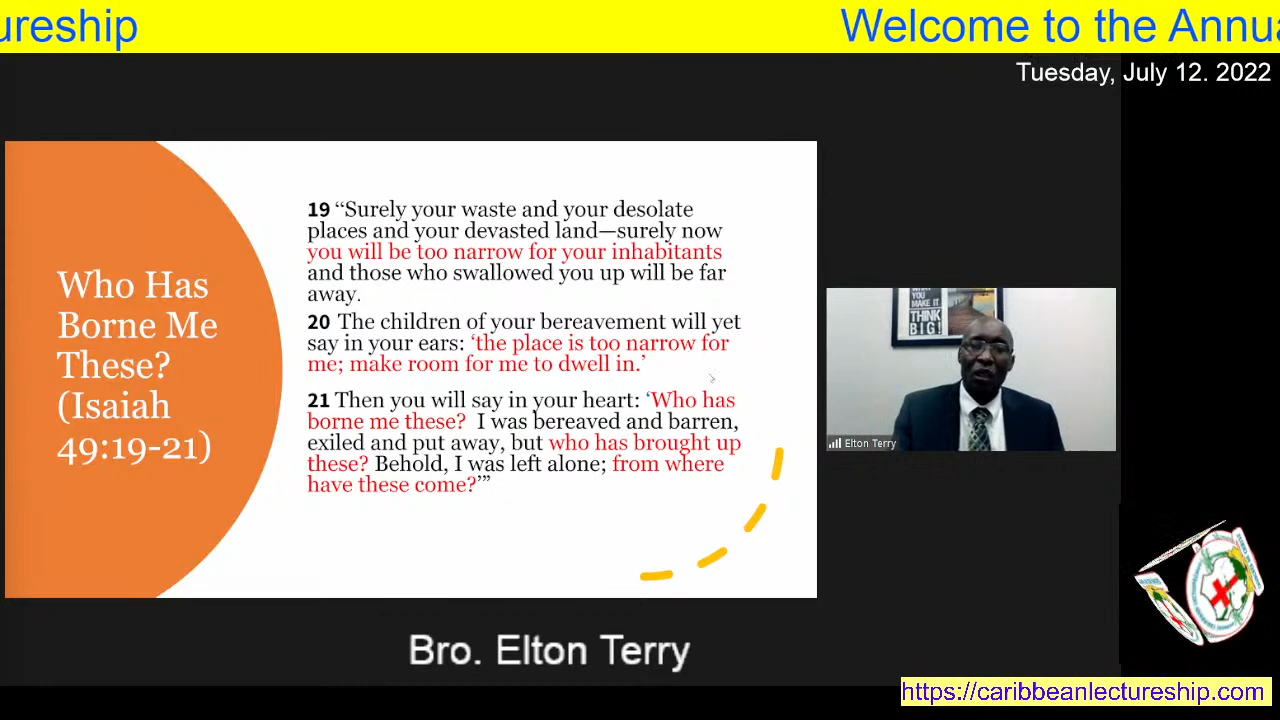 ureship
Welcome to the Annua
Tuesday, July 12. 2022
Who Has
Borne Me
These?
(Isaiah
49:19-21)
19 “Surely your waste and your desolate
places and your devasted land—surely now
you will be too narrow for your inhabitants
and those who swallowed you up will be far
away.
20 The children of your bereavement will yet
say in your ears: ‘the place is too narrow for
me; make room for me to dwell in.’
21 Then you will say in your heart: ‘Who has
borne me these? I was bereaved and barren,
exiled and put away, but who has brought up
these? Behold, I was left alone; from where
have these come?’”
YOU
MAKE IT.
THINK
BIG!
Elton Terry
Bro. Elton Terry
https://caribbeanlectureship.com